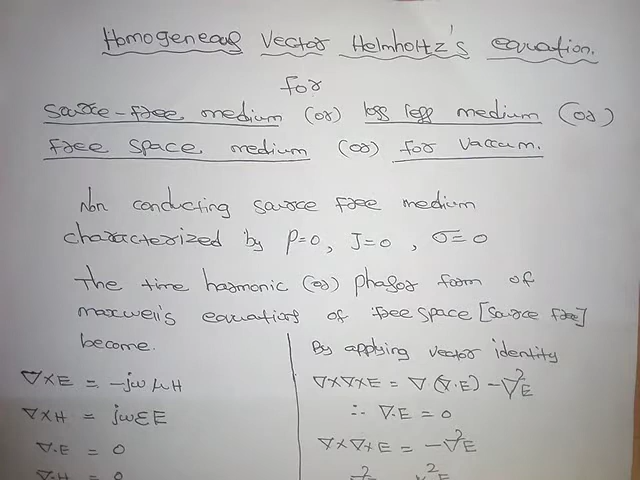 Homogeneous Vector Helmholtz's equation.
for
Source-free medium (or) loss less medium (or)
free space medium (or) for Vaccum.
Non conducting source free medium
characterized by ρ=0, J=0, σ=0
The time harmonic (or) phasor form of
maxwell's equations of free space [source free]
become.
∇×E = -jωμH
∇×H = jωεE
∇.E = 0
∇.H = 0
By applying vector identity
∇×∇×E = ∇(∇.E) - ∇²E
∴ ∇.E = 0
∇×∇×E = -∇²E